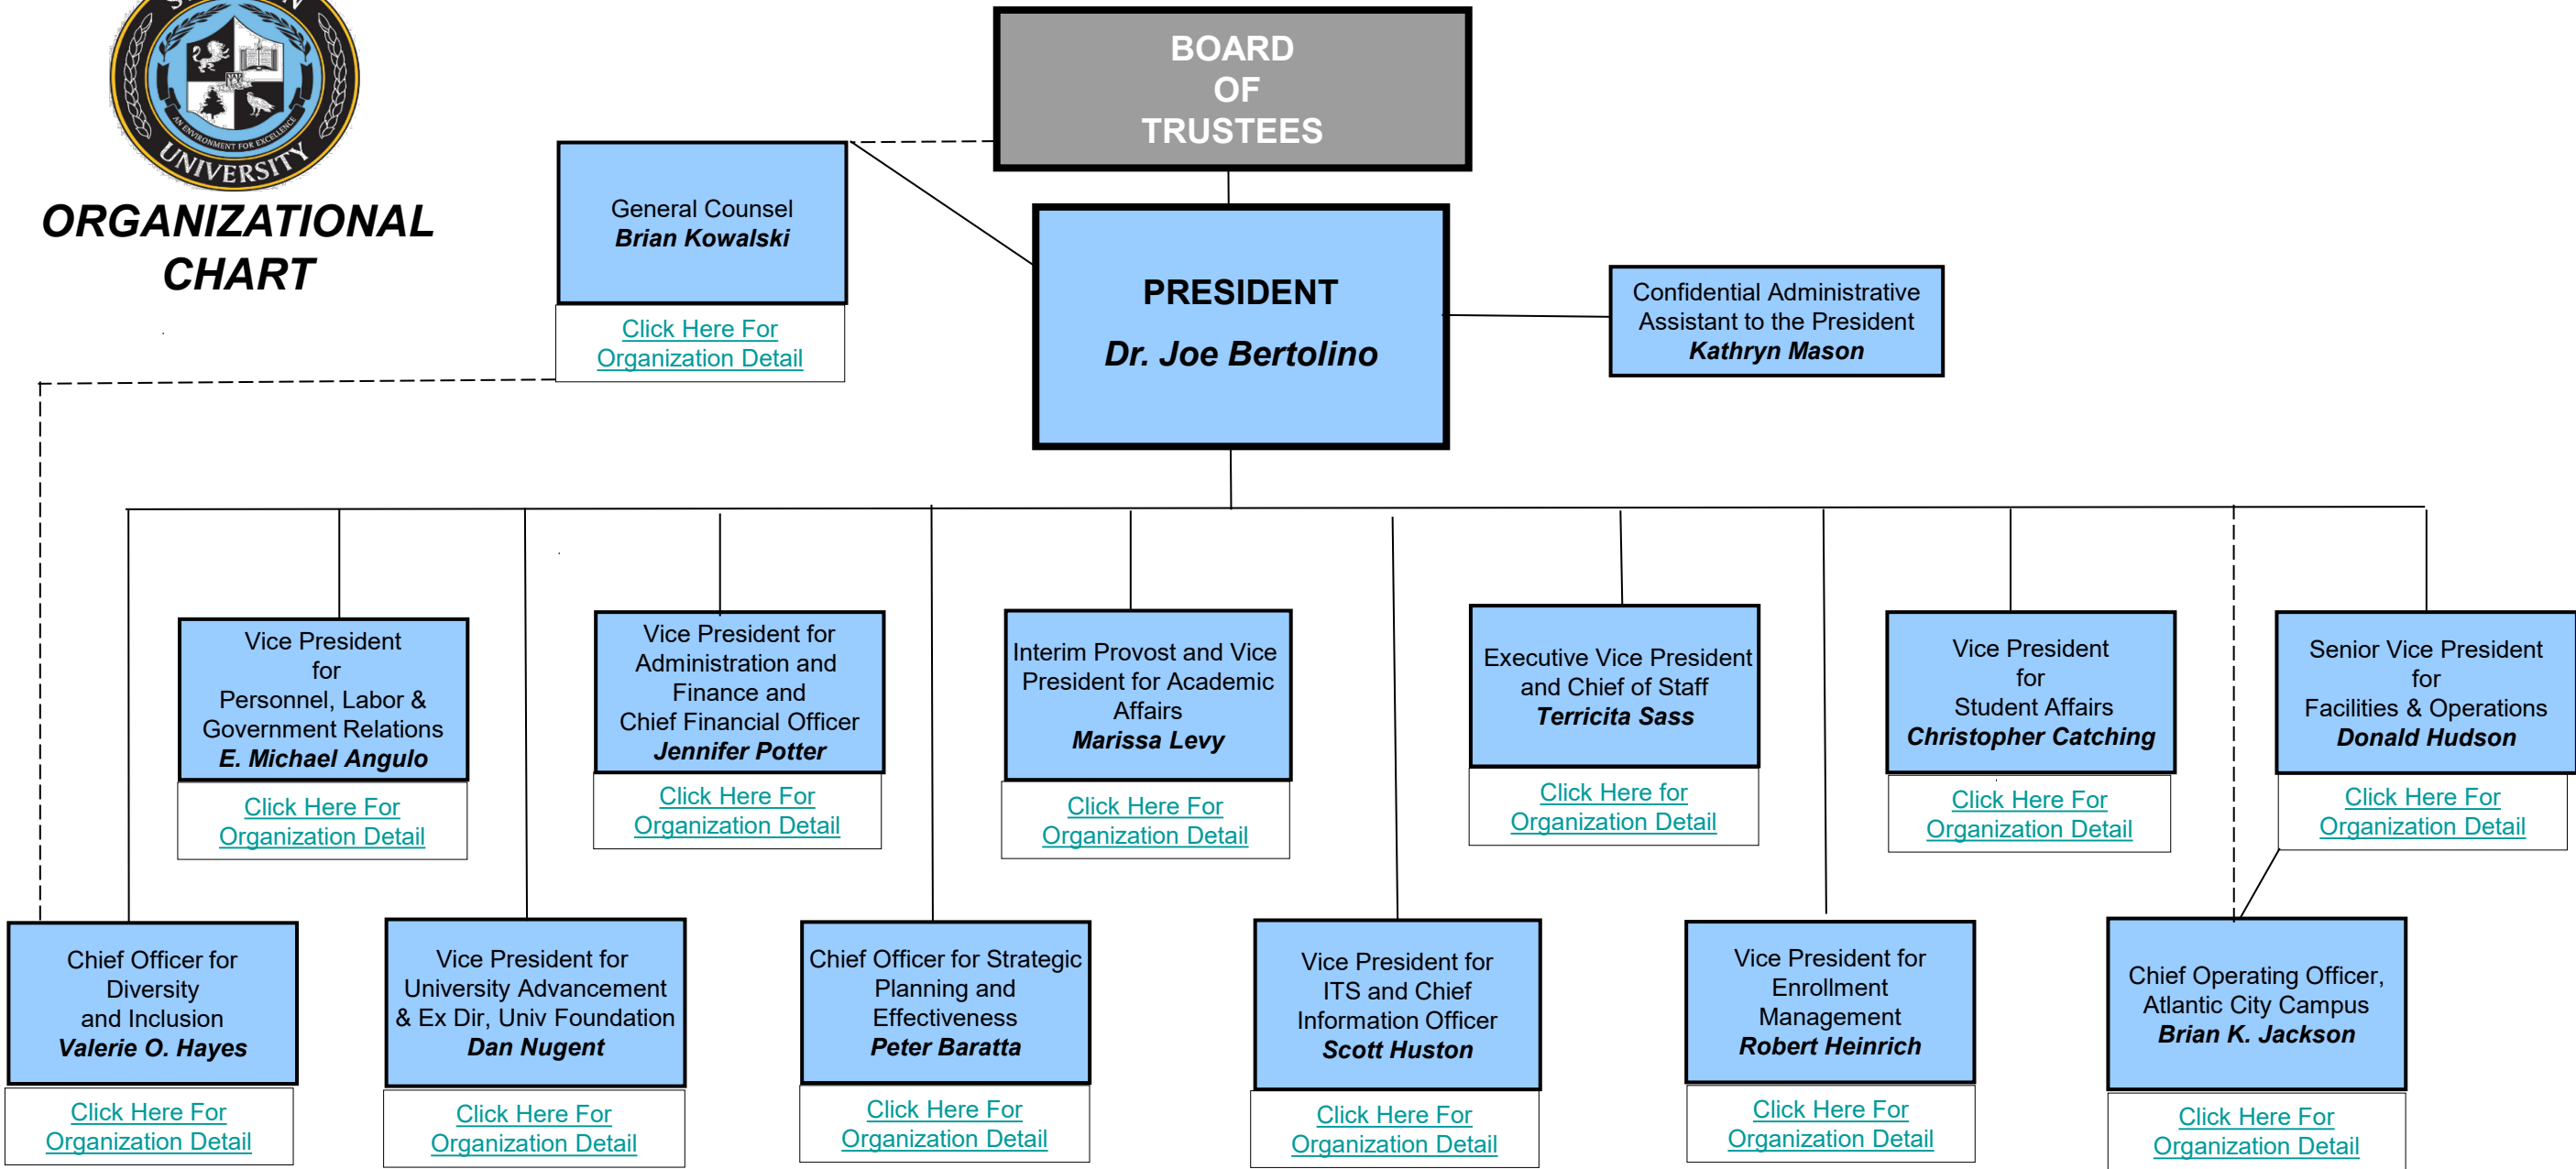 UNIVERSITY
AN ENVIRONMENT FOR EXCELLENCE
ORGANIZATIONAL
CHART
BOARD
OF
TRUSTEES
General Counsel
Brian Kowalski
Click Here For
Organization Detail
PRESIDENT
Dr. Joe Bertolino
Confidential Administrative
Assistant to the President
Kathryn Mason
Vice President
for
Personnel, Labor &
Government Relations
E. Michael Angulo
Click Here For
Organization Detail
Vice President for
Administration and
Finance and
Chief Financial Officer
Jennifer Potter
Click Here For
Organization Detail
Interim Provost and Vice
President for Academic
Affairs
Marissa Levy
Click Here For
Organization Detail
Executive Vice President
and Chief of Staff
Terricita Sass
Click Here for
Organization Detail
Vice President
for
Student Affairs
Christopher Catching
Click Here For
Organization Detail
Senior Vice President
for
Facilities & Operations
Donald Hudson
Click Here For
Organization Detail
Chief Officer for
Diversity
and Inclusion
Valerie O. Hayes
Click Here For
Organization Detail
Vice President for
University Advancement
& Ex Dir, Univ Foundation
Dan Nugent
Click Here For
Organization Detail
Chief Officer for Strategic
Planning and
Effectiveness
Peter Baratta
Click Here For
Organization Detail
Vice President for
ITS and Chief
Information Officer
Scott Huston
Click Here For
Organization Detail
Vice President for
Enrollment
Management
Robert Heinrich
Click Here For
Organization Detail
Chief Operating Officer,
Atlantic City Campus
Brian K. Jackson
Click Here For
Organization Detail